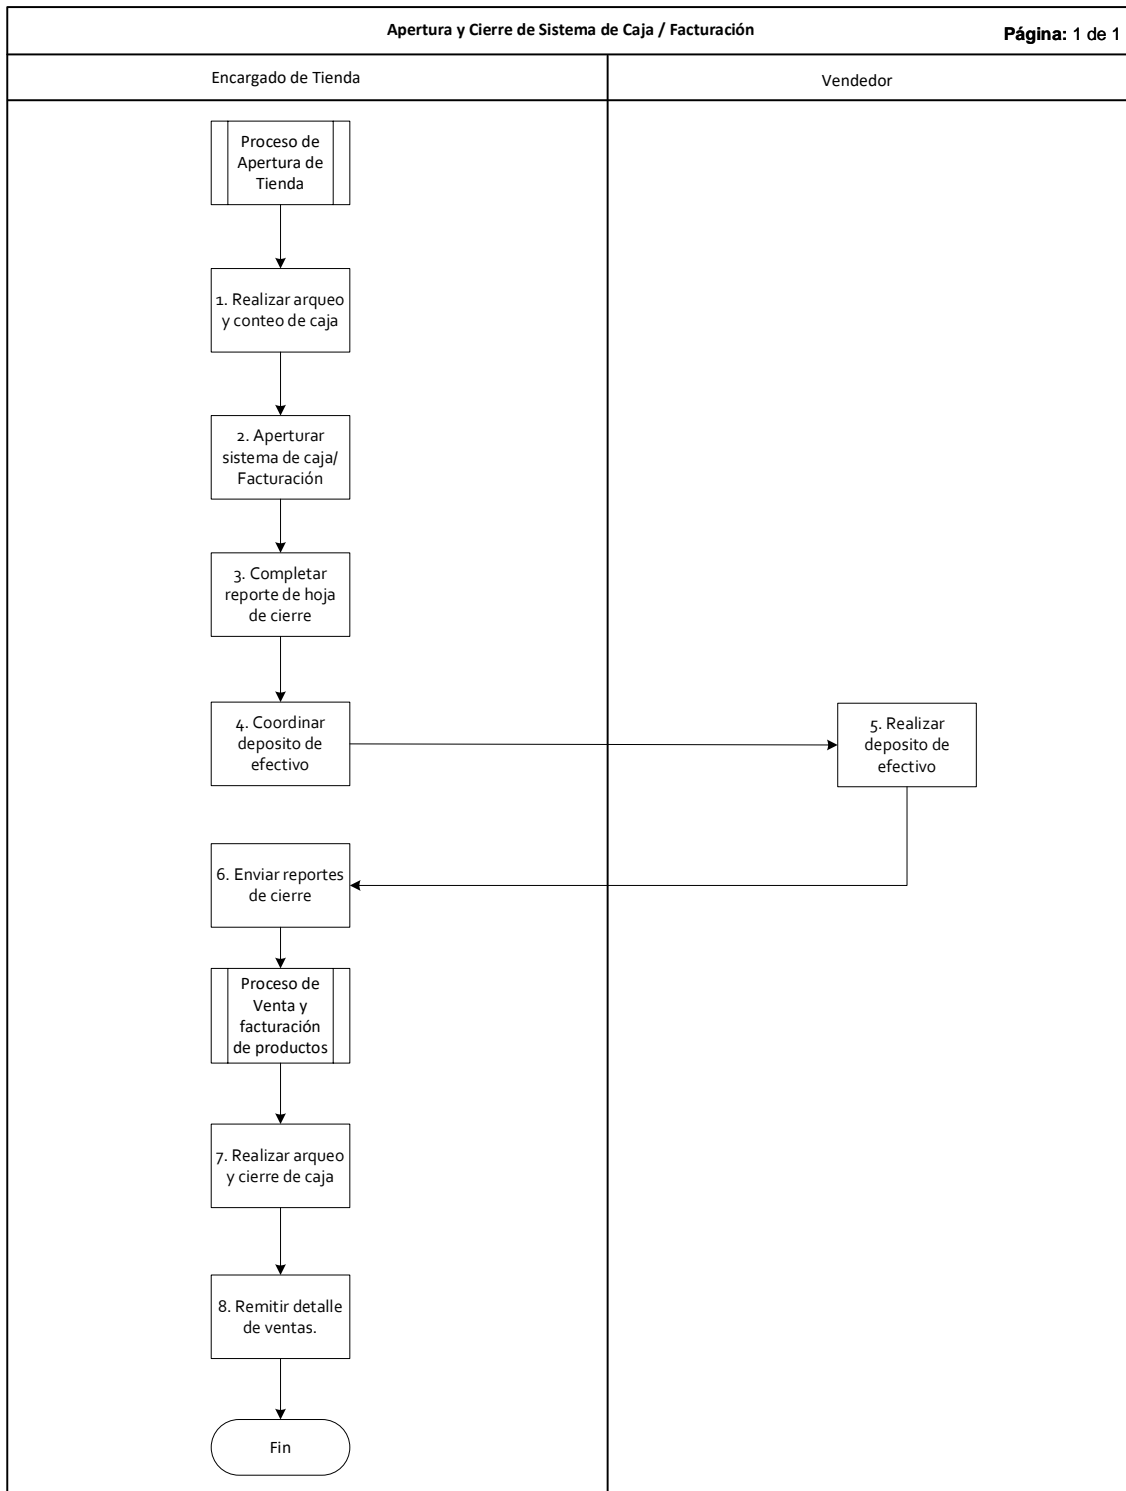 Apertura y Cierre de Sistema de Caja / Facturación
Página: 1 de 1
Encargado de Tienda
Vendedor
Proceso de
Apertura de
Tienda
1. Realizar arqueo
y conteo de caja
2. Aperturar
sistema de caja/
Facturación
3. Completar
reporte de hoja
de cierre
4. Coordinar
deposito de
efectivo
5. Realizar
deposito de
efectivo
6. Enviar reportes
de cierre
Proceso de
Venta y
facturación
de productos
7. Realizar arqueo
y cierre de caja
8. Remitir detalle
de ventas.
Fin